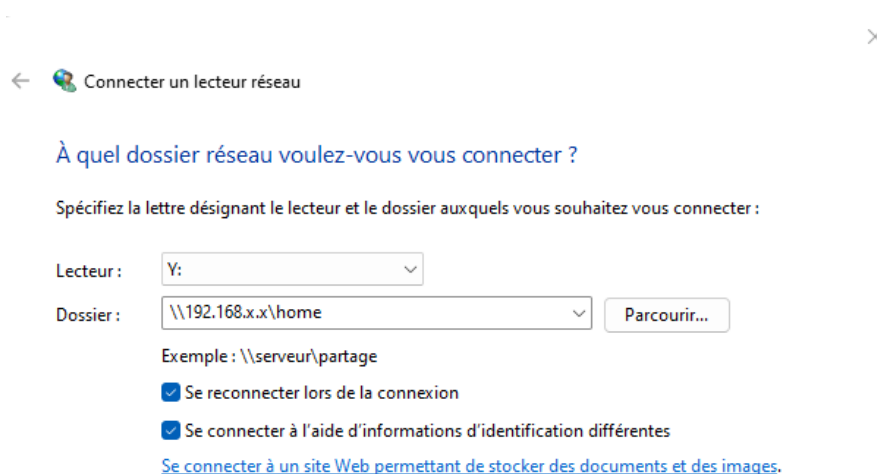 Connecter un lecteur réseau
À quel dossier réseau voulez-vous vous connecter ?
Spécifiez la lettre désignant le lecteur et le dossier auxquels vous souhaitez vous connecter :
Lecteur : Y:
Dossier : \\192.168.x.x\home Parcourir...
Exemple : \\serveur\partage
Se reconnecter lors de la connexion
Se connecter à l’aide d’informations d’identification différentes
Se connecter à un site Web permettant de stocker des documents et des images.